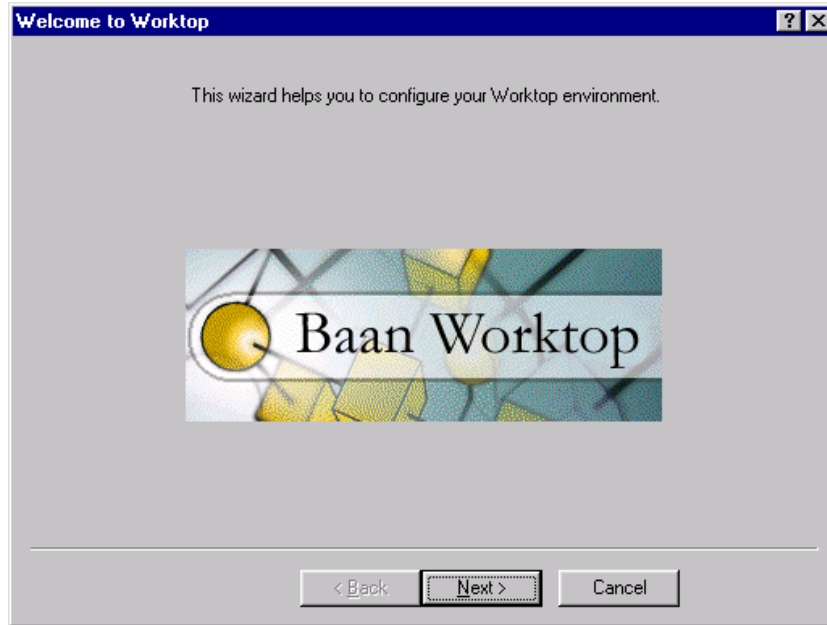 Welcome to Worktop
This wizard helps you to configure your Worktop environment.
Baan Worktop
< Back Next > Cancel